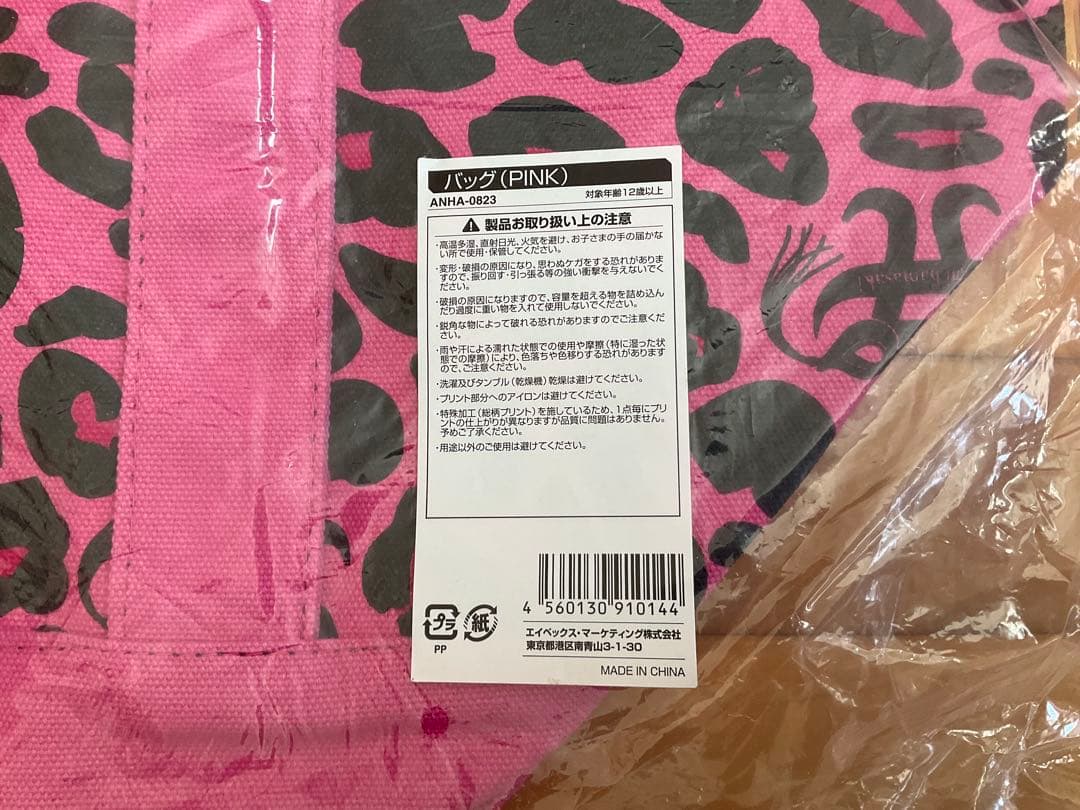 バッグ(PINK)
ANHA-0823
対象年齢12歳以上
製品お取り扱い上の注意
・高温多湿、直射日光、火気を避け、お子さまの手の届かな
い所で使用・保管してください。
・変形・破損の原因になり、思わぬケガをする恐れがありま
すので、振り回す・引っ張る等の強い衝撃を与えないでく
ださい。
・破損の原因になりますので、容量を超える物を詰め込ん
だり過度に重い物を入れて使用しないでください。
・鋭角な物によって破れる恐れがありますのでご注意くだ
さい。
・雨や汗による濡れた状態での使用や摩擦(特に湿った状
態での摩擦)により、色落ちや色移りする恐れがあります
ので、ご注意ください。
・洗濯及びタンブル(乾燥機)乾燥は避けてください。
・プリント部分へのアイロンは避けてください。
・特殊加工(総柄プリント)を施しているため、1点毎にプリ
ントの仕上がりが異なりますが品質に問題はありません。
予めご了承ください。
・用途以外のご使用は避けてください。
4 560130 910144
プラ
紙
PP
エイベックス・マーケティング株式会社
東京都港区南青山3-1-30
MADE IN CHINA